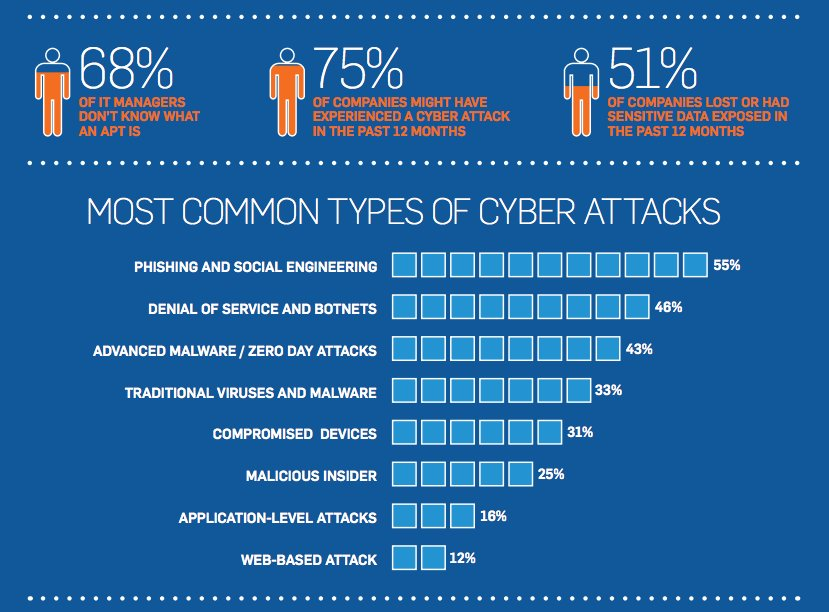 68%
OF IT MANAGERS
DON'T KNOW WHAT
AN APT IS
75%
OF COMPANIES MIGHT HAVE
EXPERIENCED A CYBER ATTACK
IN THE PAST 12 MONTHS
51%
OF COMPANIES LOST OR HAD
SENSITIVE DATA EXPOSED IN
THE PAST 12 MONTHS
MOST COMMON TYPES OF CYBER ATTACKS
PHISHING AND SOCIAL ENGINEERING 55%
DENIAL OF SERVICE AND BOTNETS 46%
ADVANCED MALWARE / ZERO DAY ATTACKS 43%
TRADITIONAL VIRUSES AND MALWARE 33%
COMPROMISED DEVICES 31%
MALICIOUS INSIDER 25%
APPLICATION-LEVEL ATTACKS 16%
WEB-BASED ATTACK 12%